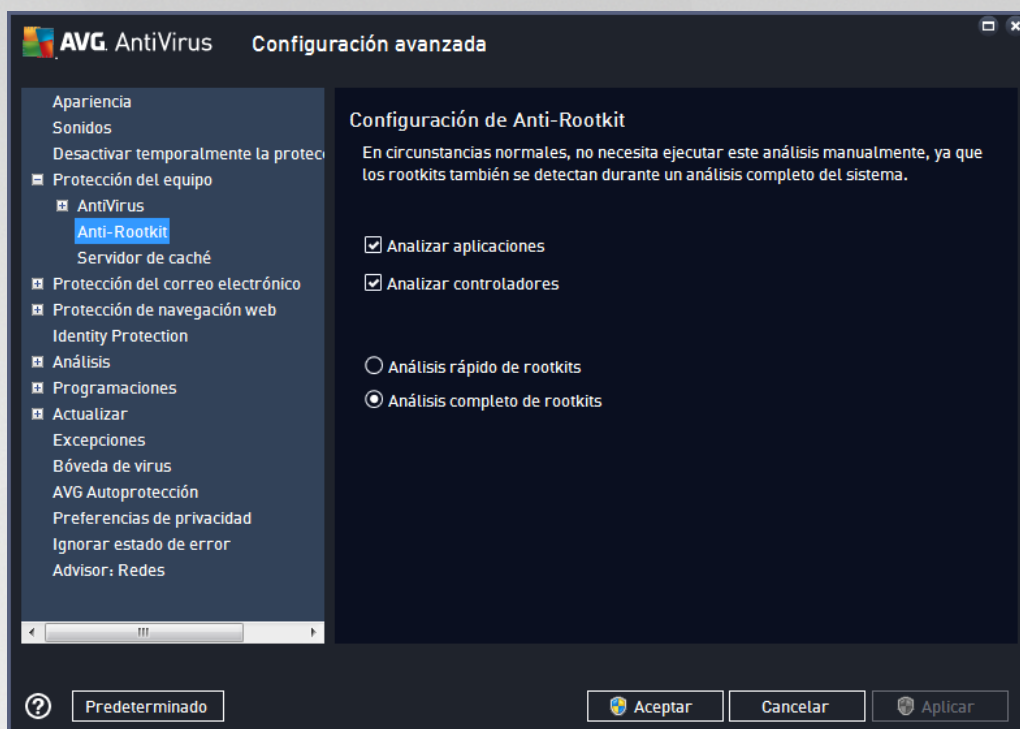 AVG. AntiVirus Configuración avanzada
Apariencia
Sonidos
Desactivar temporalmente la protec
Protección del equipo
AntiVirus
Anti-Rootkit
Servidor de caché
Protección del correo electrónico
Protección de navegación web
Identity Protection
Análisis
Programaciones
Actualizar
Excepciones
Bóveda de virus
AVG Autoprotección
Preferencias de privacidad
Ignorar estado de error
Advisor: Redes
Configuración de Anti-Rootkit
En circunstancias normales, no necesita ejecutar este análisis manualmente, ya que
los rootkits también se detectan durante un análisis completo del sistema.
Analizar aplicaciones
Analizar controladores
Análisis rápido de rootkits
Análisis completo de rootkits
?
Predeterminado
Aceptar
Cancelar
Aplicar